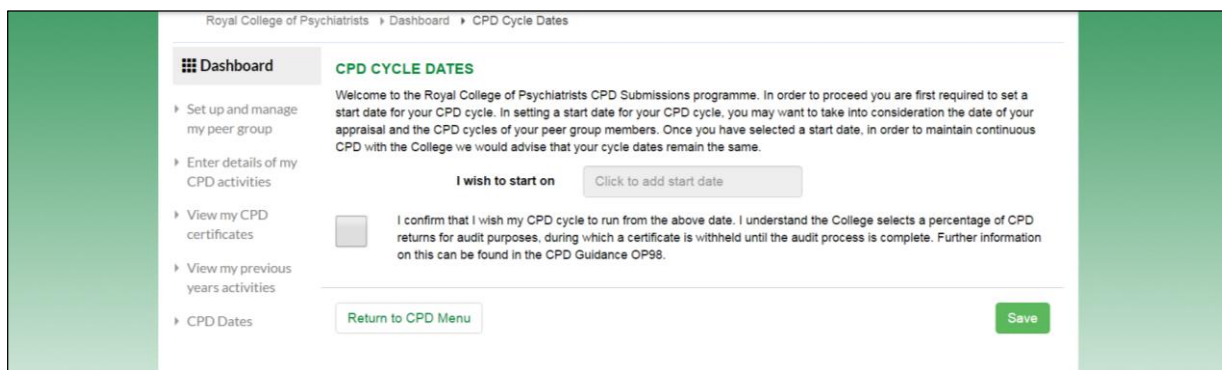 Royal College of Psychiatrists ▸ Dashboard ▸ CPD Cycle Dates
Dashboard
Set up and manage
my peer group
Enter details of my
CPD activities
View my CPD
certificates
View my previous
years activities
CPD Dates
CPD CYCLE DATES
Welcome to the Royal College of Psychiatrists CPD Submissions programme. In order to proceed you are first required to set a
start date for your CPD cycle. In setting a start date for your CPD cycle, you may want to take into consideration the date of your
appraisal and the CPD cycles of your peer group members. Once you have selected a start date, in order to maintain continuous
CPD with the College we would advise that your cycle dates remain the same.
I wish to start on Click to add start date
I confirm that I wish my CPD cycle to run from the above date. I understand the College selects a percentage of CPD
returns for audit purposes, during which a certificate is withheld until the audit process is complete. Further information
on this can be found in the CPD Guidance OP98.
Return to CPD Menu
Save